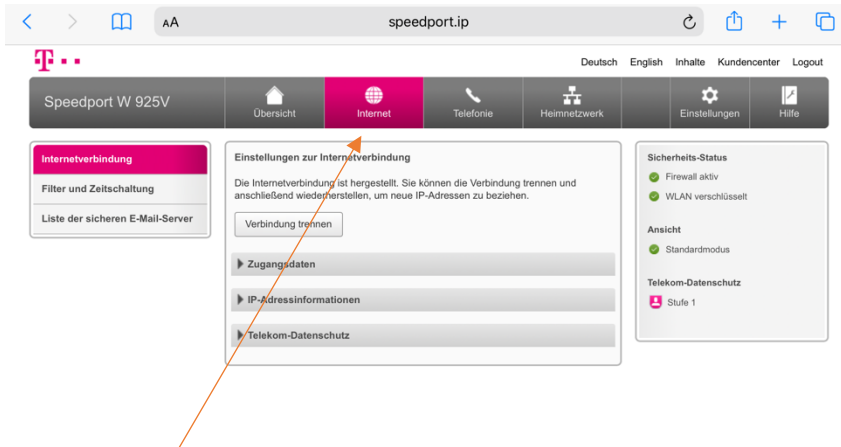 AA
speedport.ip
T
Deutsch English Inhalte Kundencenter Logout
Speedport W 925V
Übersicht
Internet
Telefonie
Heimnetzwerk
Einstellungen
Hilfe
Internetverbindung
Filter und Zeitschaltung
Liste der sicheren E-Mail-Server
Einstellungen zur Internetverbindung
Die Internetverbindung ist hergestellt. Sie können die Verbindung trennen und
anschließend wiederherstellen, um neue IP-Adressen zu beziehen.
Verbindung trennen
Zugangsdaten
IP-Adressinformationen
Telekom-Datenschutz
Sicherheits-Status
Firewall aktiv
WLAN verschlüsselt
Ansicht
Standardmodus
Telekom-Datenschutz
Stufe 1